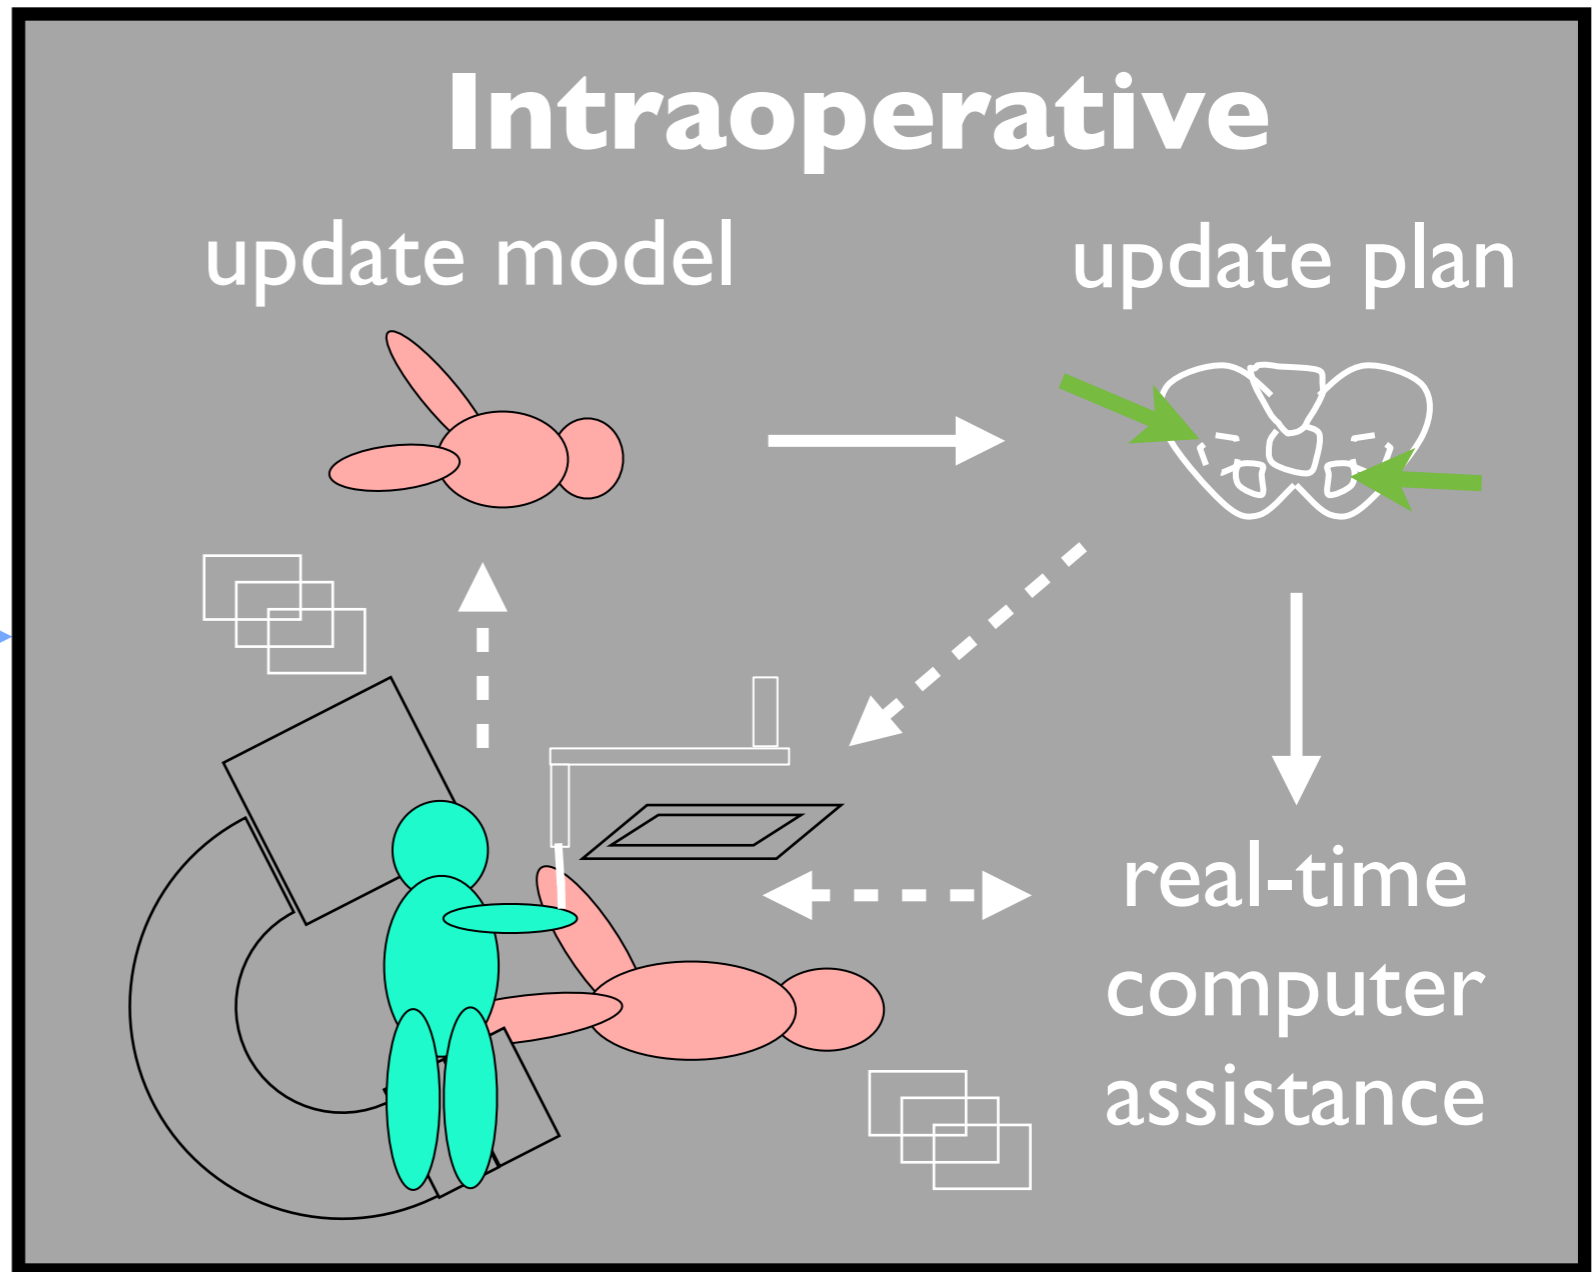 Intraoperative
update model
update plan
real-time
computer
assistance